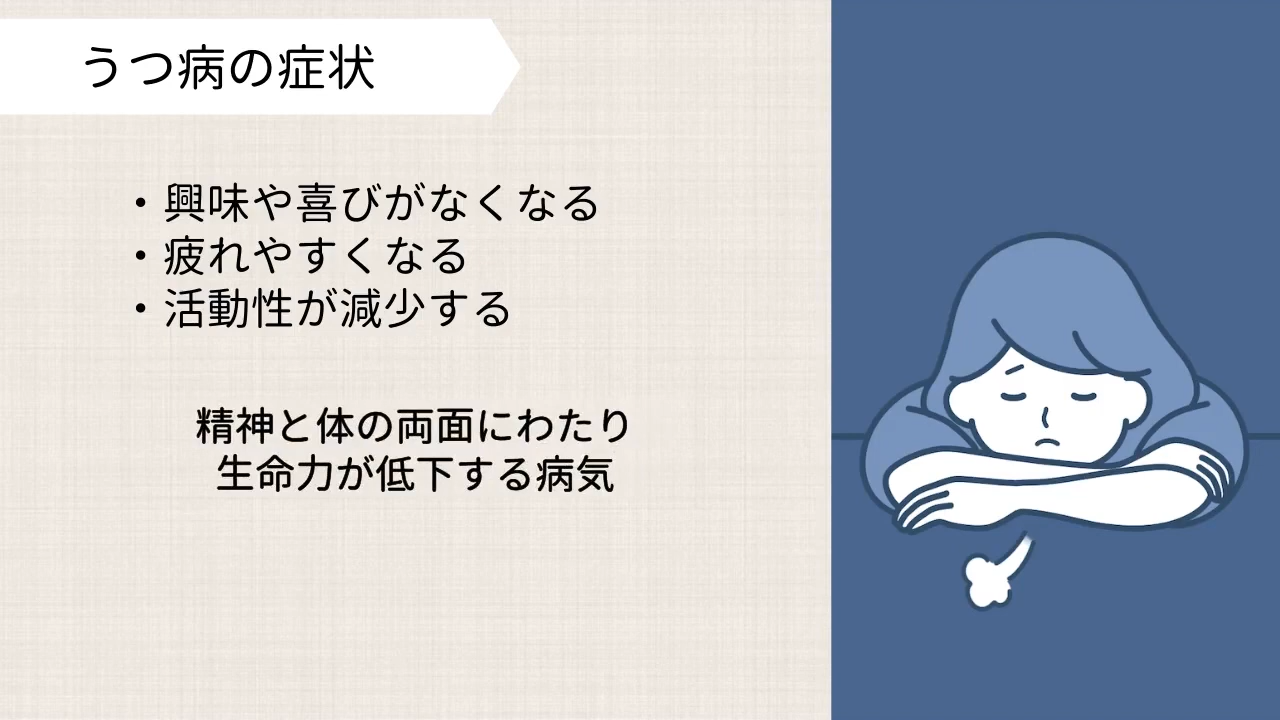 うつ病の症状
・興味や喜びがなくなる
・疲れやすくなる
・活動性が減少する
精神と体の両面にわたり
生命力が低下する病気